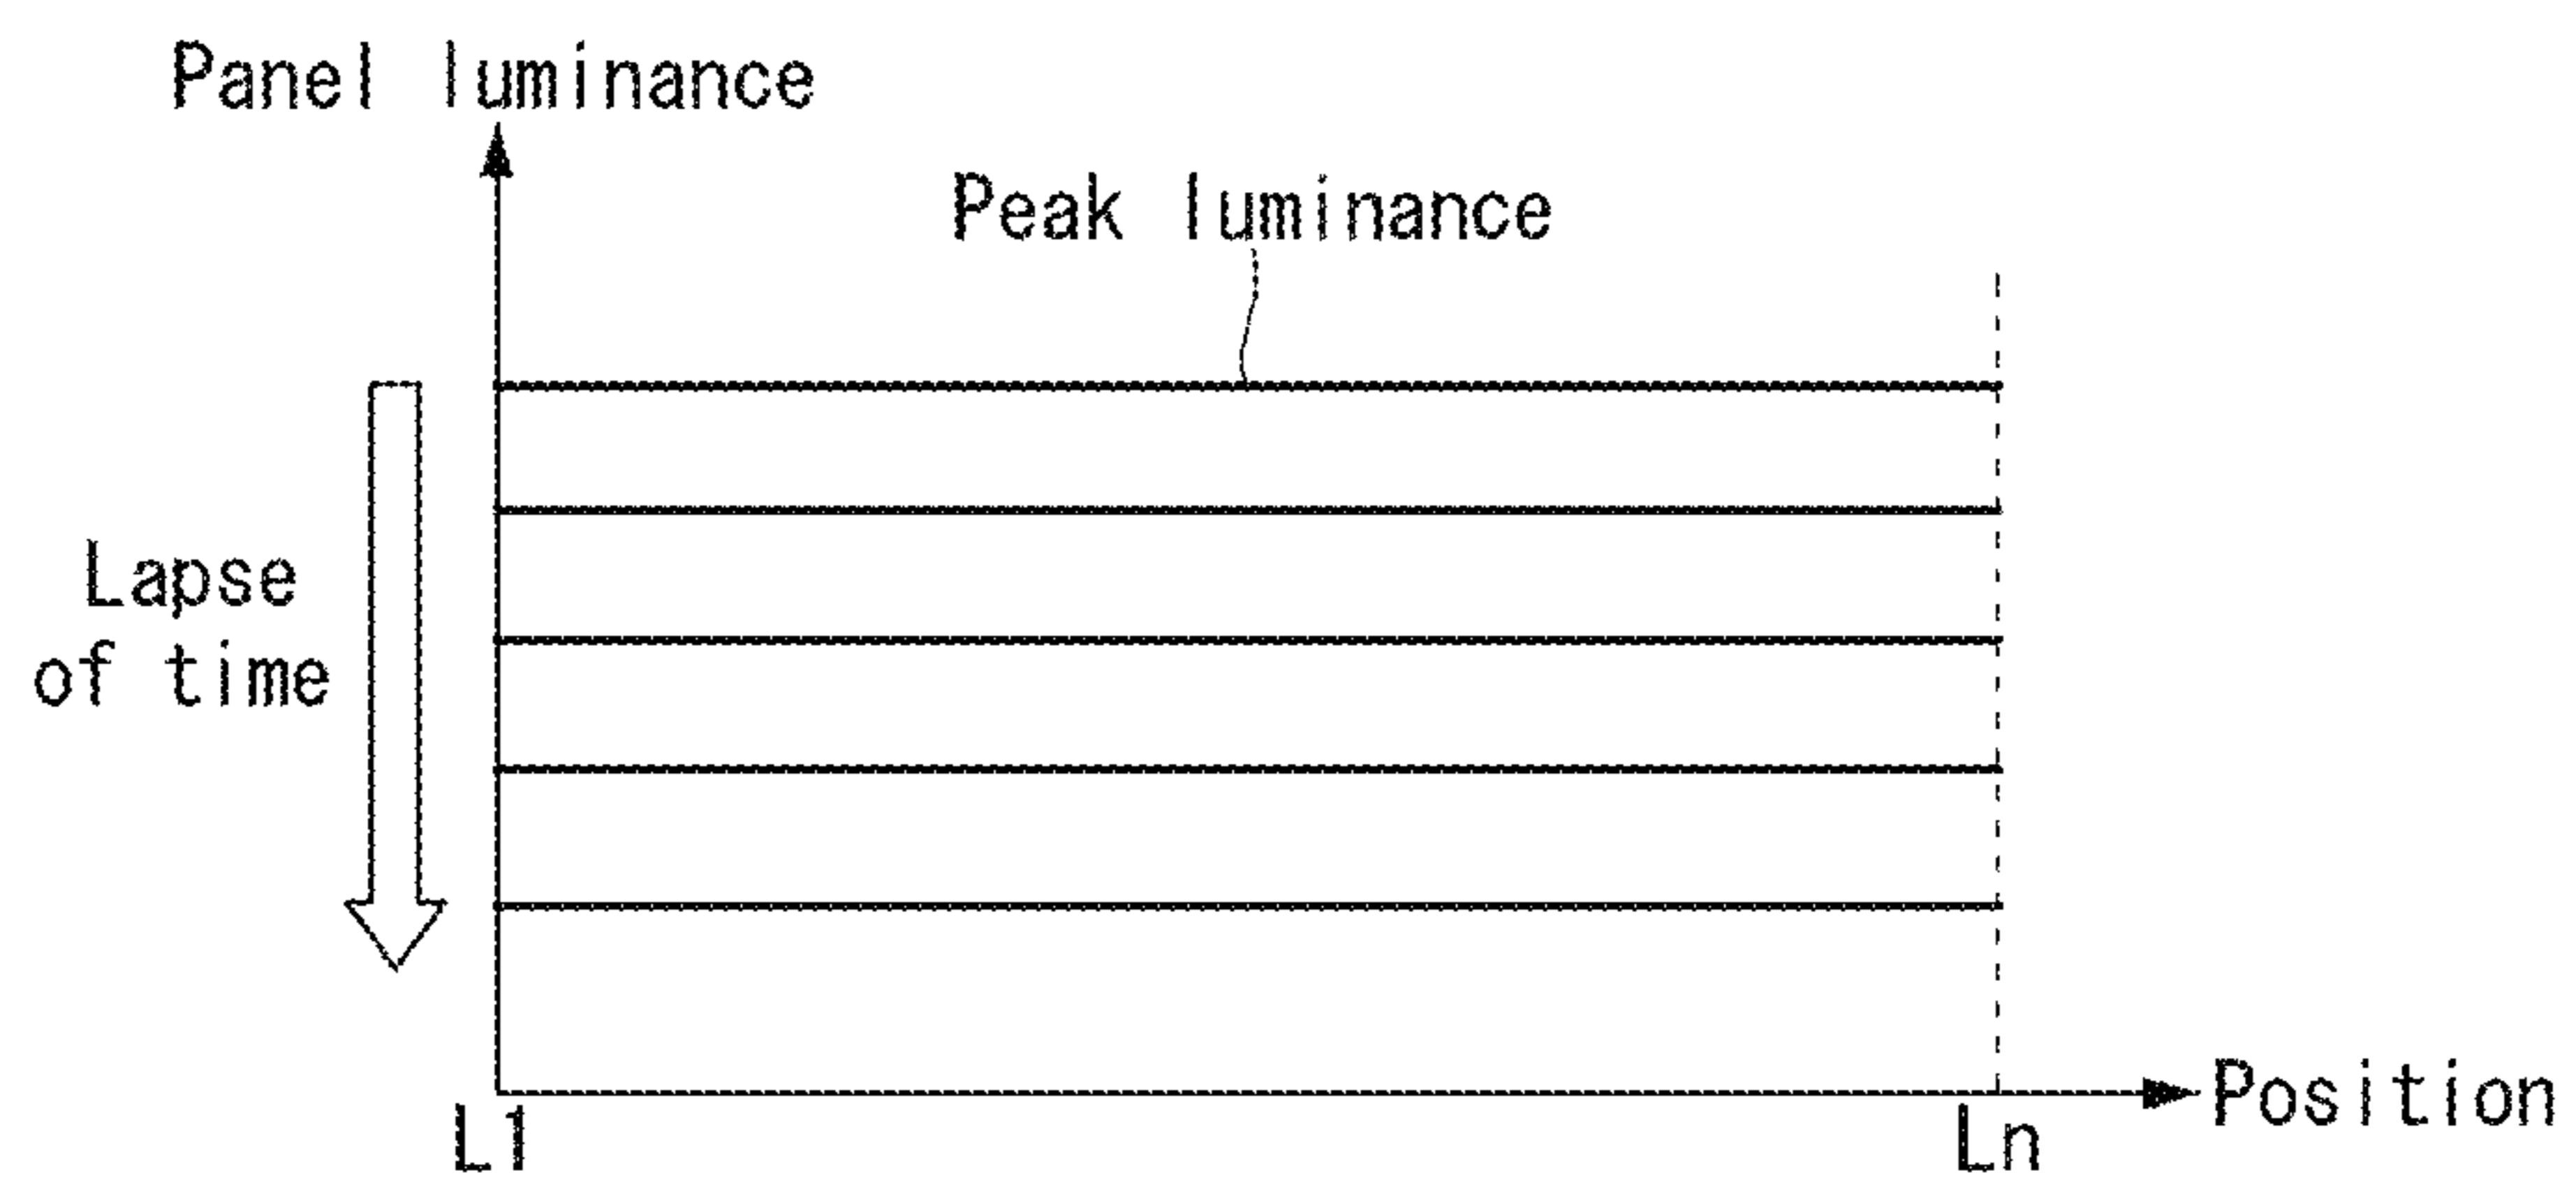 Panel luminance
Peak luminance
Lapse
of time
Position
L1
Ln